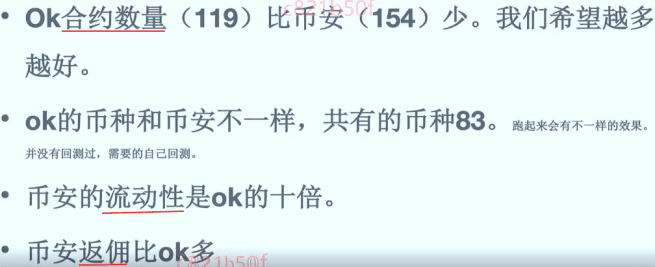 c821b50f
• Ok合约数量（119）比币安（154）少。我们希望越多
越好。
• ok的币种和币安不一样，共有的币种83。跑起来会有不一样的效果。
并没有回测过，需要的自己回测。
• 币安的流动性是ok的十倍。
• 币安返佣比ok多
c821b50f